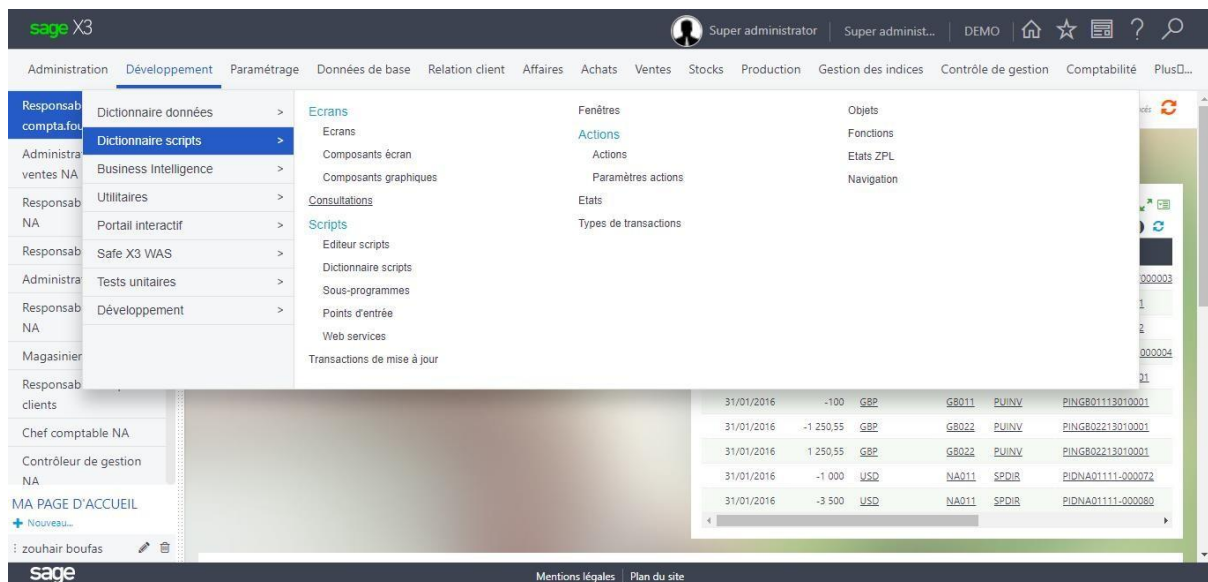 sage X3
Super administrator
Super administ...
DEMO
Administration
Développement
Paramétrage
Données de base
Relation client
Affaires
Achats
Ventes
Stocks
Production
Gestion des indices
Contrôle de gestion
Comptabilité
Responsab
compta.fou
Administra
ventes NA
Responsab
NA
Responsab
Administra
Responsab
NA
Magasinier
Responsab
clients
Chef comptable NA
Contrôleur de gestion
NA
MA PAGE D'ACCUEIL
Nouveau...
zouhair boufas
Dictionnaire données >
Dictionnaire scripts >
Business Intelligence >
Utilitaires >
Portail interactif >
Safe X3 WAS >
Tests unitaires >
Développement >
Ecrans
Ecrans
Composants écran
Composants graphiques
Consultations
Scripts
Editeur scripts
Dictionnaire scripts
Sous-programmes
Points d'entrée
Web services
Transactions de mise à jour
Fenêtres
Actions
Actions
Paramètres actions
Etats
Types de transactions
Objets
Fonctions
Etats ZPL
Navigation
000003
000004
31/01/2016 -100 GBP GB011 PUINV PINGB01113010001
31/01/2016 -1 250,55 GBP GB022 PUINV PINGB02213010001
31/01/2016 1 250,55 GBP GB022 PUINV PINGB02213010001
31/01/2016 -1 000 USD NA011 SPDIR PIDNA01111-000072
31/01/2016 -3 500 USD NA011 SPDIR PIDNA01111-000080
sage
Mentions légales
Plan du site